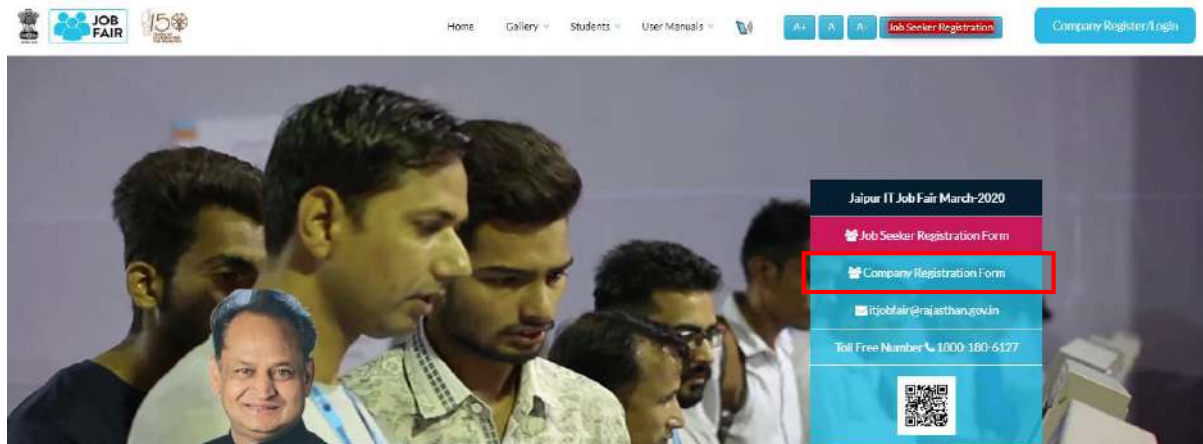 JOB
FAIR
150
Home
Gallery
Students
User Manuals
A+
A
A-
Job Seeker Registration
Company Register/Login
Jaipur IT Job Fair March-2020
Job Seeker Registration Form
Company Registration Form
itjobfair@rajasthan.gov.in
Toll Free Number 1800-180-6127